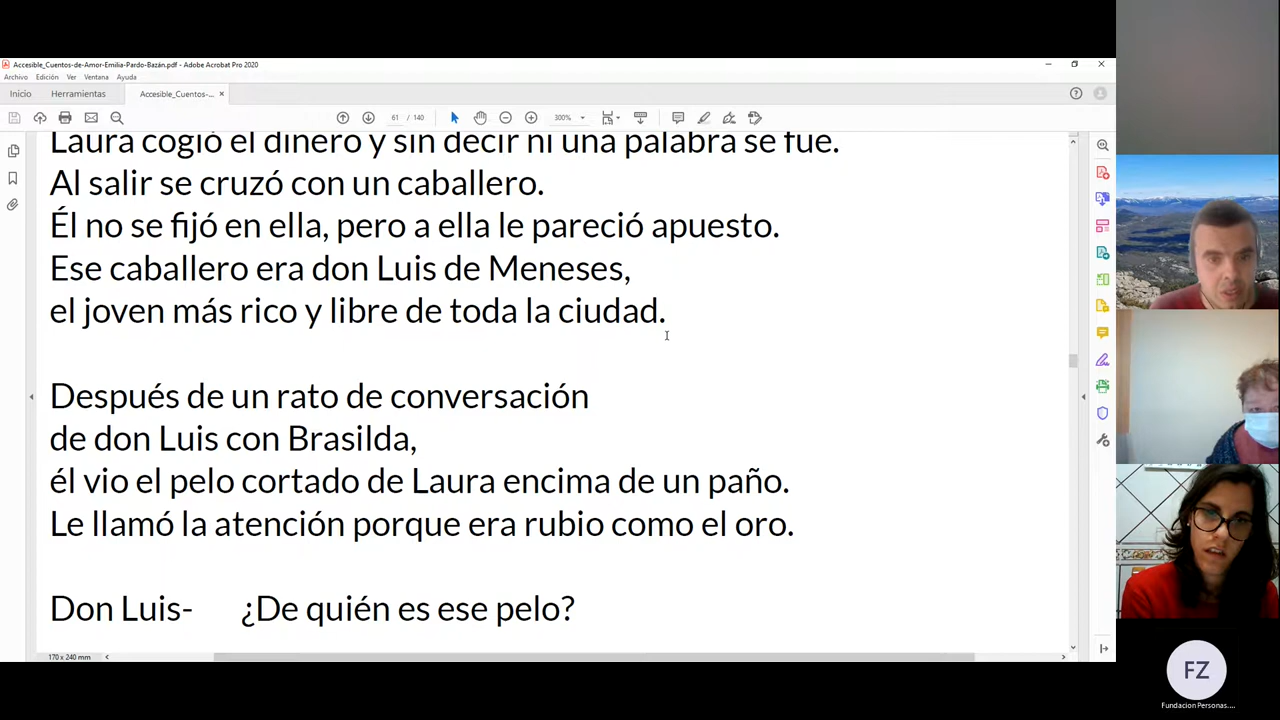 Accesible_Cuentos-de-Amor-Emilia-Pardo-Bazán.pdf - Adobe Acrobat Pro 2020
Archivo Edición Ver Ventana Ayuda
Inicio Herramientas Accesible_Cuentos-...
61 / 140 300%
Laura cogió el dinero y sin decir ni una palabra se fue.
Al salir se cruzó con un caballero.
Él no se fijó en ella, pero a ella le pareció apuesto.
Ese caballero era don Luis de Meneses,
el joven más rico y libre de toda la ciudad.
Después de un rato de conversación
de don Luis con Brasilda,
él vio el pelo cortado de Laura encima de un paño.
Le llamó la atención porque era rubio como el oro.
Don Luis- ¿De quién es ese pelo?
170 x 240 mm
FZ
Fundacion Personas....